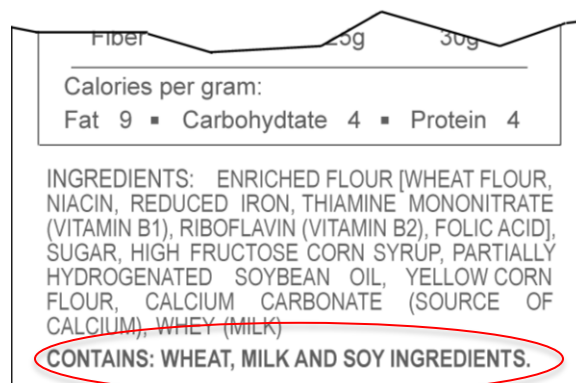 Fiber 25g 30g
Calories per gram:
Fat 9 ▪ Carbohydtate 4 ▪ Protein 4
INGREDIENTS: ENRICHED FLOUR [WHEAT FLOUR,
NIACIN, REDUCED IRON, THIAMINE MONONITRATE
(VITAMIN B1), RIBOFLAVIN (VITAMIN B2), FOLIC ACID],
SUGAR, HIGH FRUCTOSE CORN SYRUP, PARTIALLY
HYDROGENATED SOYBEAN OIL, YELLOW CORN
FLOUR, CALCIUM CARBONATE (SOURCE OF
CALCIUM), WHEY (MILK)
CONTAINS: WHEAT, MILK AND SOY INGREDIENTS.